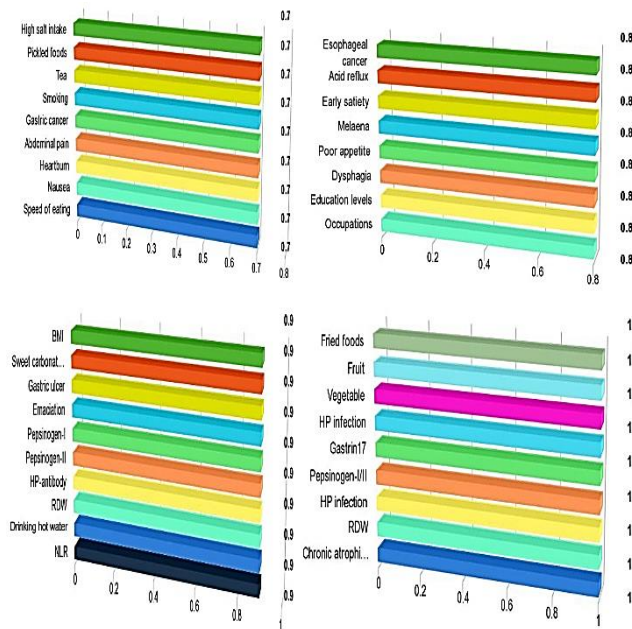 High salt intake
Pickled foods
Tea
Smoking
Gastric cancer
Abdominal pain
Heartburn
Nausea
Speed of eating
0 0.1 0.2 0.3 0.4 0.5 0.6 0.7 0.8
0.7
0.7
0.7
0.7
0.7
0.7
0.7
0.7
0.7
Esophageal
cancer
Acid reflux
Early satiety
Melaena
Poor appetite
Dysphagia
Education levels
Occupations
0 0.2 0.4 0.6 0.8
0.8
0.8
0.8
0.8
0.8
0.8
0.8
0.8
BMI
Sweet carbonat...
Gastric ulcer
Emaciation
Pepsinogen-I
Pepsinogen-II
HP-antibody
RDW
Drinking hot water
NLR
0 0.2 0.4 0.6 0.8 1
0.9
0.9
0.9
0.9
0.9
0.9
0.9
0.9
0.9
0.9
Fried foods
Fruit
Vegetable
HP infection
Gastrin17
Pepsinogen-I/II
HP infection
RDW
Chronic atrophi...
0 0.2 0.4 0.6 0.8 1
1
1
1
1
1
1
1
1
1